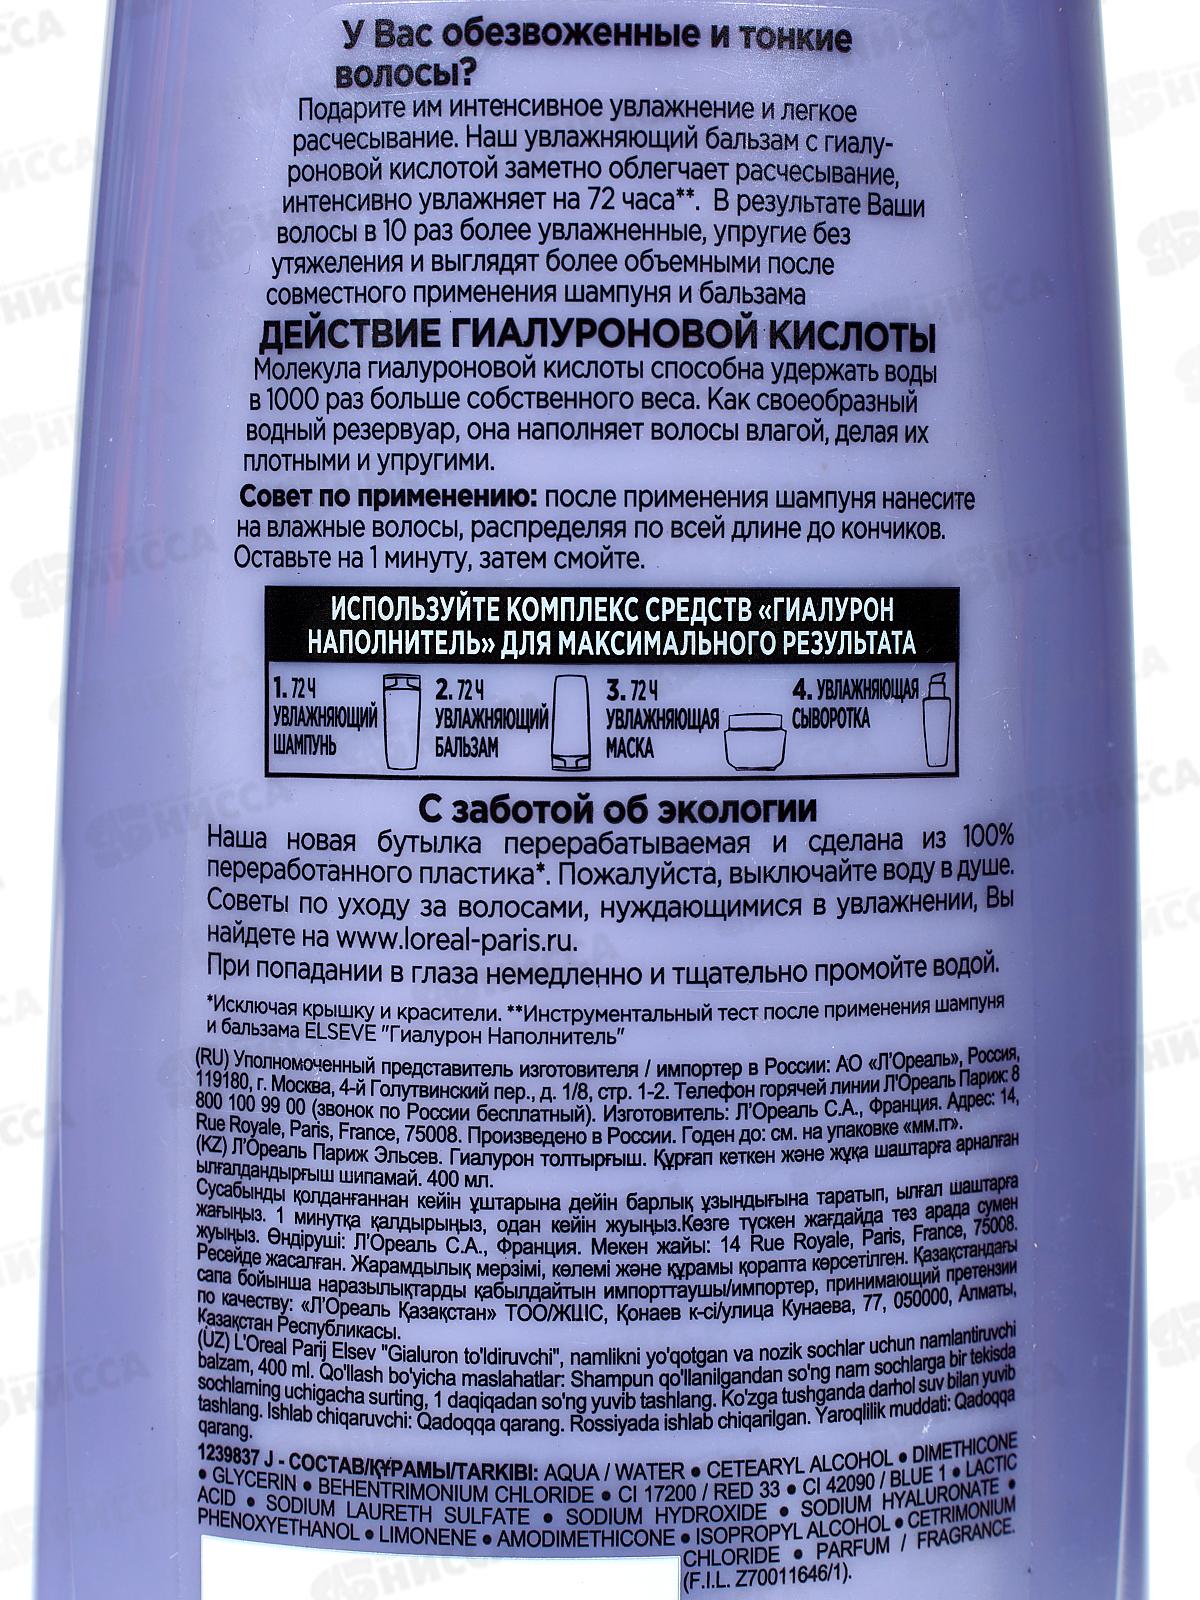 У Вас обезвоженные и тонкие
волосы?
Подарите им интенсивное увлажнение и легкое
расчесывание. Наш увлажняющий бальзам с гиалу-
роновой кислотой заметно облегчает расчесывание,
интенсивно увлажняет на 72 часа**. В результате Ваши
волосы в 10 раз более увлажненные, упругие без
утяжеления и выглядят более объемными после
совместного применения шампуня и бальзама
ДЕЙСТВИЕ ГИАЛУРОНОВОЙ КИСЛОТЫ
Молекула гиалуроновой кислоты способна удержать воды
в 1000 раз больше собственного веса. Как своеобразный
водный резервуар, она наполняет волосы влагой, делая их
плотными и упругими.
Совет по применению: после применения шампуня нанесите
на влажные волосы, распределяя по всей длине до кончиков.
Оставьте на 1 минуту, затем смойте.
ИСПОЛЬЗУЙТЕ КОМПЛЕКС СРЕДСТВ «ГИАЛУРОН
НАПОЛНИТЕЛЬ» ДЛЯ МАКСИМАЛЬНОГО РЕЗУЛЬТАТА
1. 72 Ч
УВЛАЖНЯЮЩИЙ
ШАМПУНЬ
2. 72 Ч
УВЛАЖНЯЮЩИЙ
БАЛЬЗАМ
3. 72 Ч
УВЛАЖНЯЮЩАЯ
МАСКА
4. УВЛАЖНЯЮЩАЯ
СЫВОРОТКА
С заботой об экологии
Наша новая бутылка перерабатываемая и сделана из 100%
переработанного пластика*. Пожалуйста, выключайте воду в душе.
Советы по уходу за волосами, нуждающимися в увлажнении, Вы
найдете на www.loreal-paris.ru.
При попадании в глаза немедленно и тщательно промойте водой.
*Исключая крышку и красители. **Инструментальный тест после применения шампуня
и бальзама ELSEVE "Гиалурон Наполнитель"
(RU) Уполномоченный представитель изготовителя / импортер в России: АО «Л'Ореаль», Россия,
119180, г. Москва, 4-й Голутвинский пер., д. 1/8, стр. 1-2. Телефон горячей линии Л'Ореаль Париж: 8
800 100 99 00 (звонок по России бесплатный). Изготовитель: Л'Ореаль С.А., Франция. Адрес: 14,
Rue Royale, Paris, France, 75008. Произведено в России. Годен до: см. на упаковке «мм.гг».
(KZ) Л'Ореаль Париж Эльсев. Гиалурон толтырғыш. Құрғап кеткен және жұқа шаштарға арналған
ылғалдандырғыш шипамай. 400 мл.
Сусабынды қолданғаннан кейін ұштарына дейін барлық ұзындығына таратып, ылғал шаштарға
жағыңыз. 1 минутқа қалдырыңыз, одан кейін жуыңыз.Көзге түскен жағдайда тез арада сумен
жуыңыз. Өндіруші: Л'Ореаль С.А., Франция. Мекен жайы: 14 Rue Royale, Paris, France, 75008.
Ресейде жасалған. Жарамдылық мерзімі, көлемі және құрамы қорапта көрсетілген. Қазақстандағы
сапа бойынша наразылықтарды қабылдайтын импорттаушы/импортер, принимающий претензии
по качеству: «Л'Ореаль Қазақстан» ТОО/ЖШС, Қонаев к-сі/улица Кунаева, 77, 050000, Алматы,
Қазақстан Республикасы.
(UZ) L'Oreal Parij Elsev "Gialuron to'ldiruvchi", namlikni yo'qotgan va nozik sochlar uchun namlantiruvchi
balzam, 400 ml. Qo'llash bo'yicha maslahatlar: Shampun qo'llanilgandan so'ng nam sochlarga bir tekisda
sochlarning uchigacha surting, 1 daqiqadan so'ng yuvib tashlang. Ko'zga tushganda darhol suv bilan yuvib
tashlang. Ishlab chiqaruvchi: Qadoqqa qarang. Rossiyada ishlab chiqarilgan. Yaroqlilik muddati: Qadoqqa
qarang.
1239837 J - СОСТАВ/ҚҰРАМЫ/TARKIBI: AQUA / WATER • CETEARYL ALCOHOL • DIMETHICONE
• GLYCERIN • BEHENTRIMONIUM CHLORIDE • CI 17200 / RED 33 • CI 42090 / BLUE 1 • LACTIC
ACID • SODIUM LAURETH SULFATE • SODIUM HYDROXIDE • SODIUM HYALURONATE •
PHENOXYETHANOL • LIMONENE • AMODIMETHICONE • ISOPROPYL ALCOHOL • CETRIMONIUM
CHLORIDE • PARFUM / FRAGRANCE.
(F.I.L. Z70011646/1).